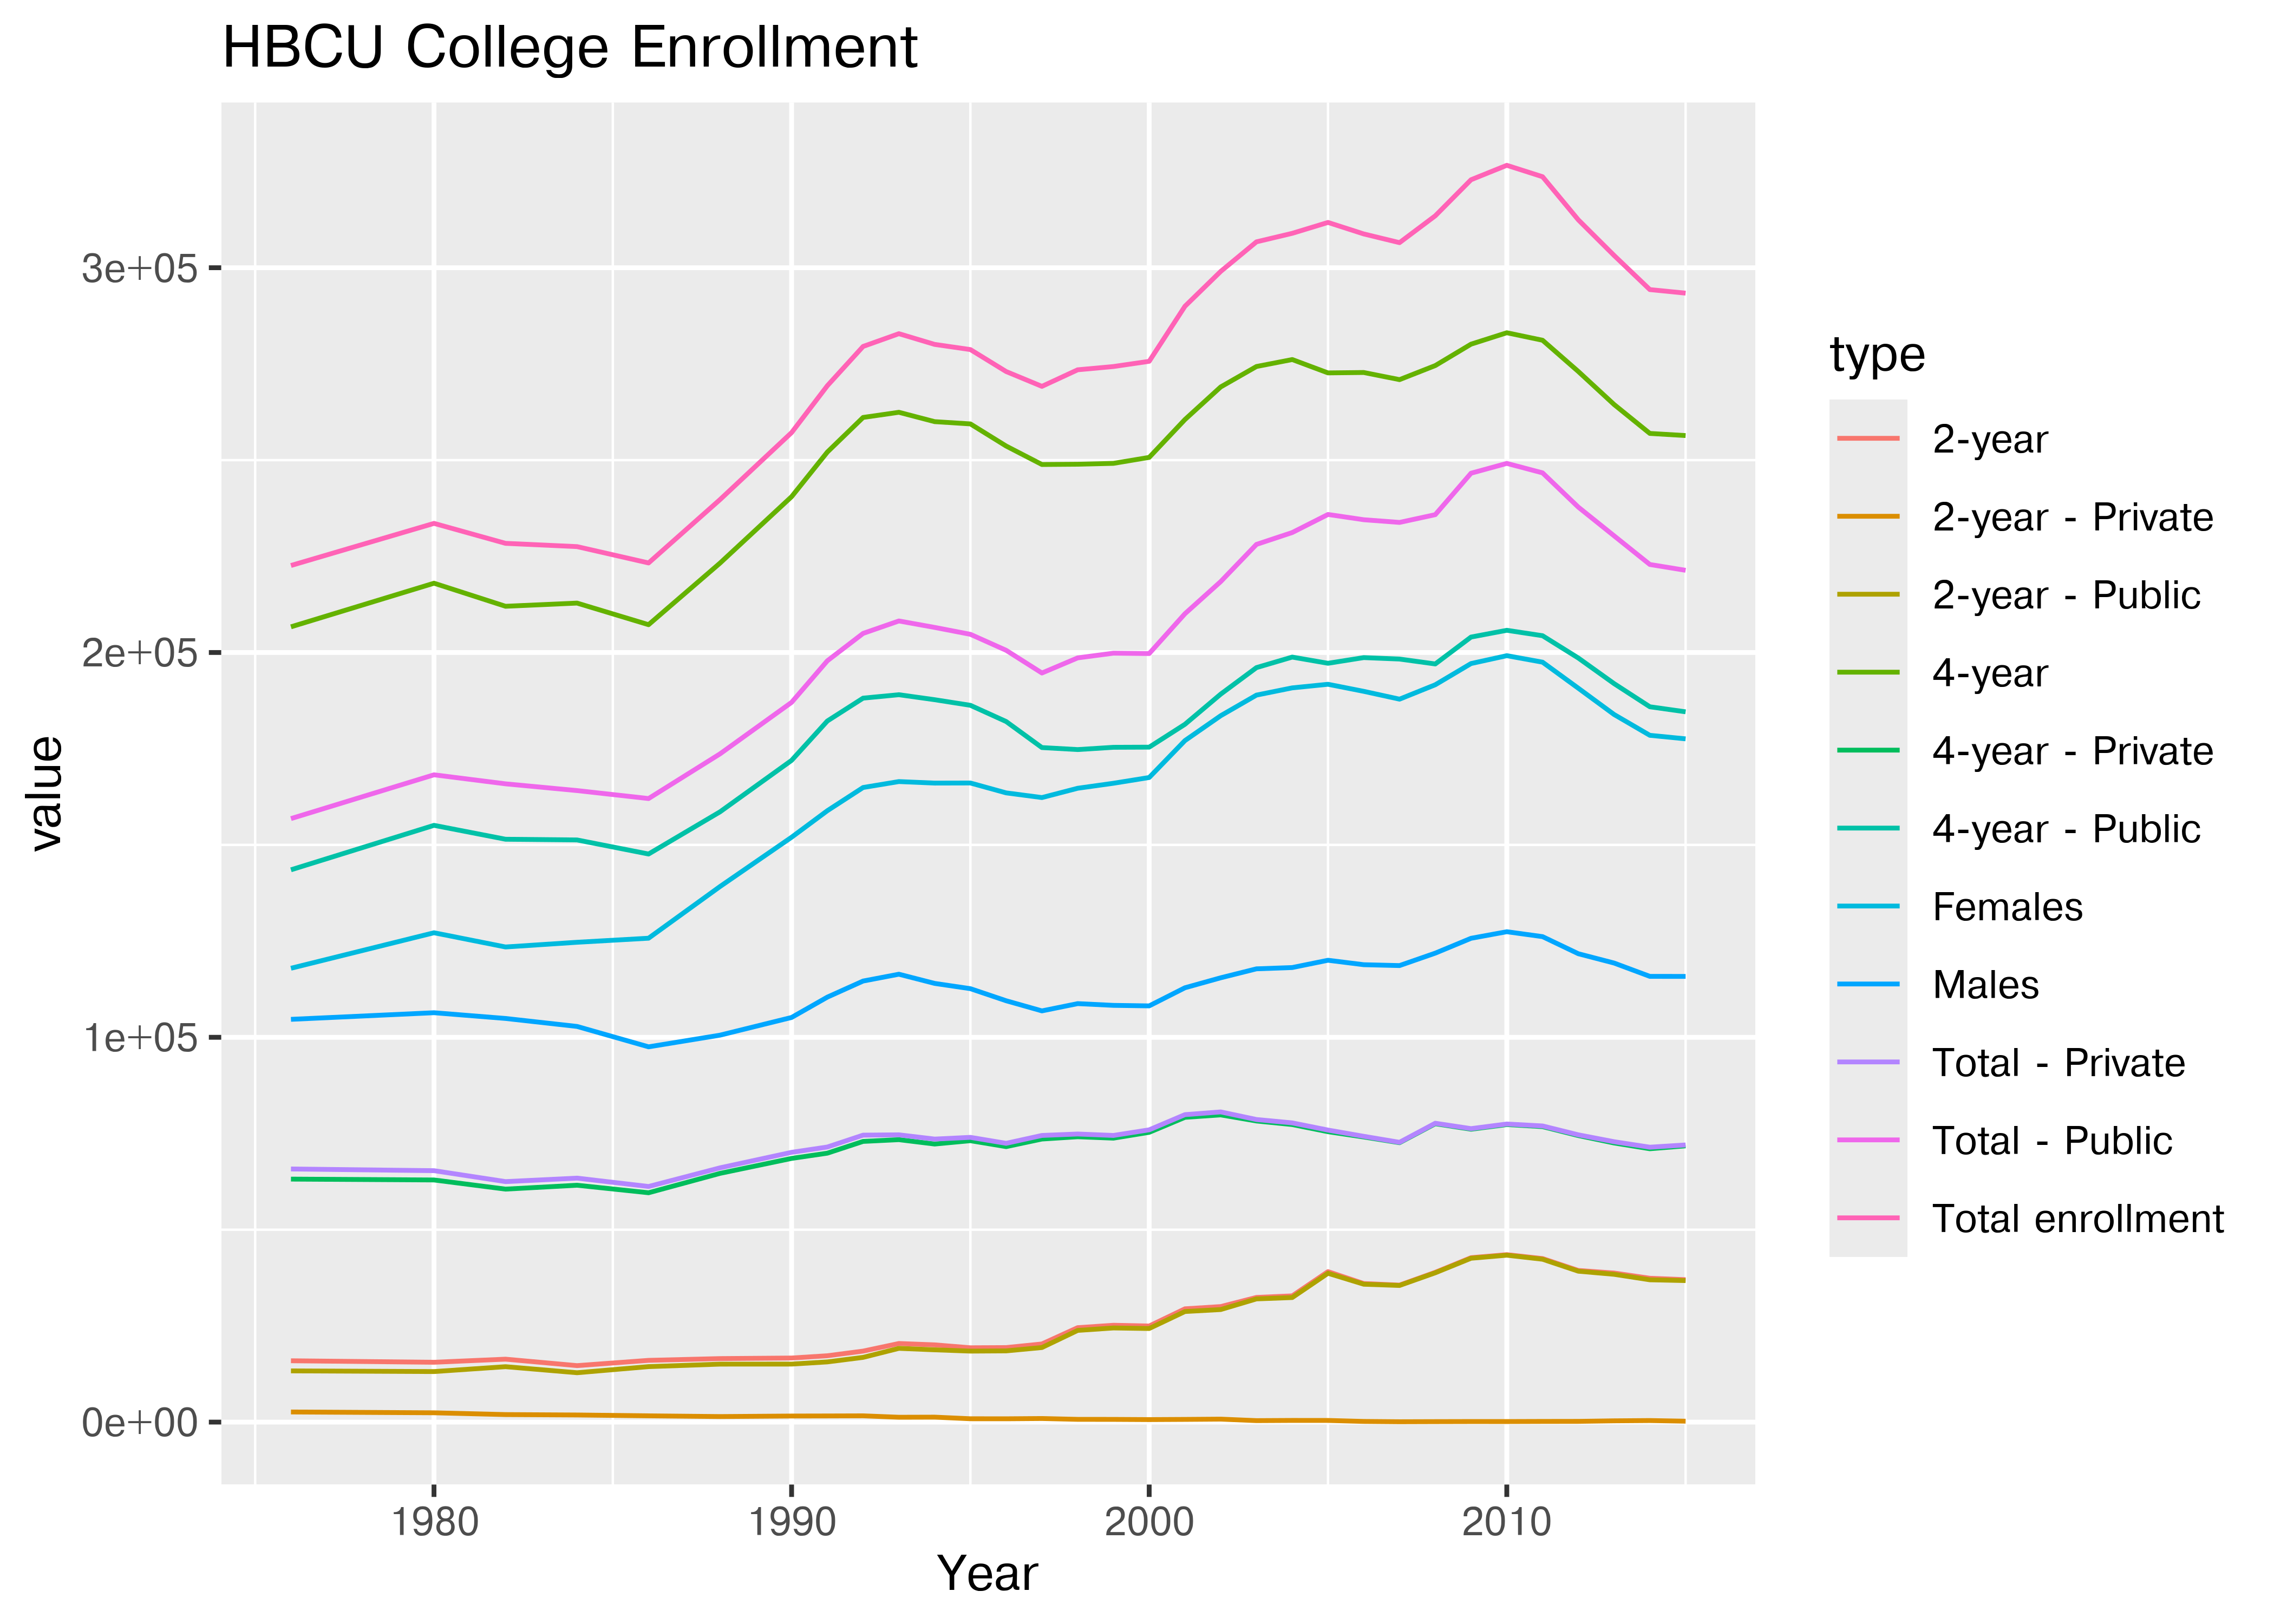 HBCU College Enrollment
3e+05
2e+05
1e+05
0e+00
value
1980 1990 2000 2010
Year
type
2-year
2-year - Private
2-year - Public
4-year
4-year - Private
4-year - Public
Females
Males
Total - Private
Total - Public
Total enrollment